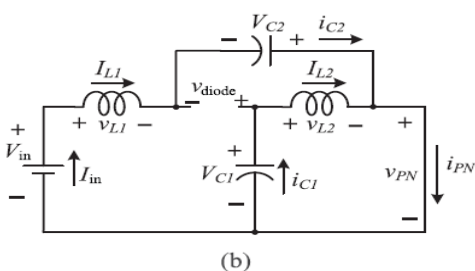 − V_C2 + i_C2
I_L1 v_diode I_L2
− +
+ v_L1 − + v_L2 −
+ V_in − I_in
+ V_C1 − i_C1
+ v_PN − i_PN
(b)